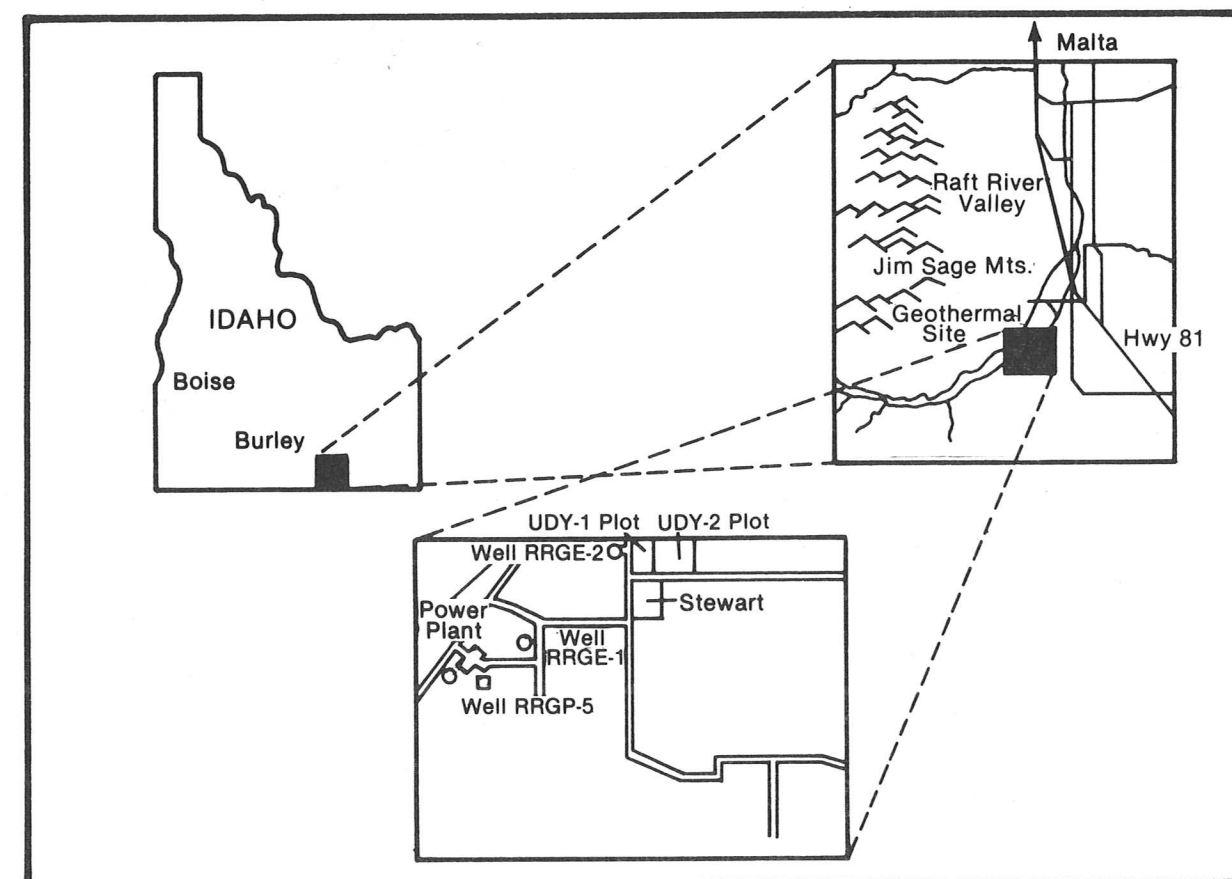 Malta
Raft River
Valley
Jim Sage Mts.
Geothermal
Site
Hwy 81
IDAHO
Boise
Burley
UDY-1 Plot UDY-2 Plot
Well RRGE-2
Stewart
Power
Plant
Well
RRGE-1
Well RRGP-5